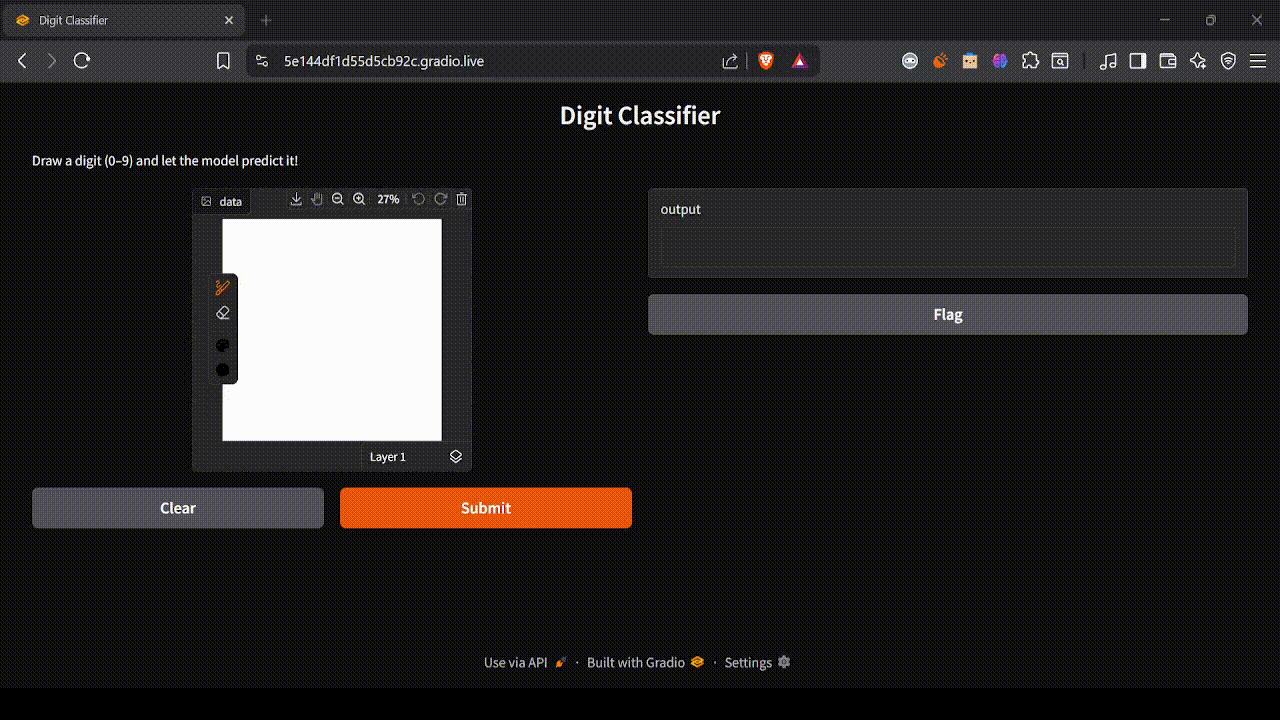 Digit Classifier
5e144df1d55d5cb92c.gradio.live
Digit Classifier
Draw a digit (0–9) and let the model predict it!
data
27%
Layer 1
Clear
Submit
output
Flag
Use via API · Built with Gradio · Settings